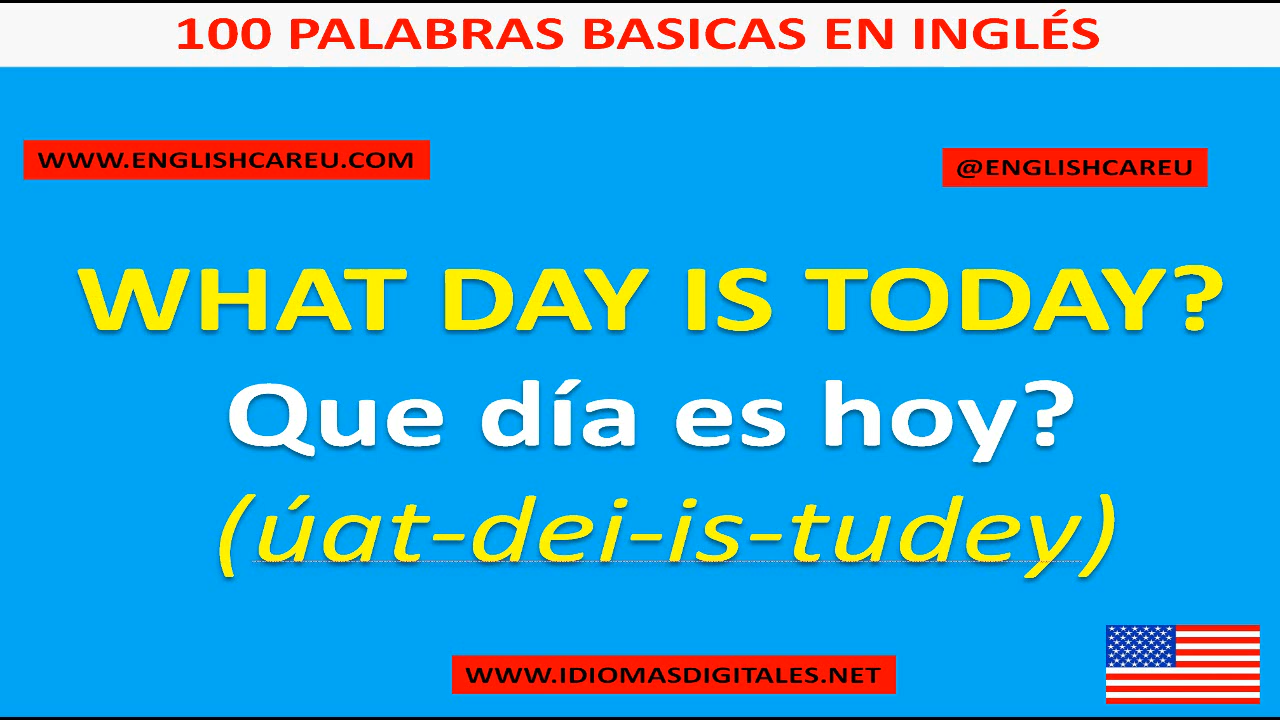 100 PALABRAS BASICAS EN INGLÉS
WWW.ENGLISHCAREU.COM
@ENGLISHCAREU
WHAT DAY IS TODAY?
Que día es hoy?
(úat-dei-is-tudey)
WWW.IDIOMASDIGITALES.NET